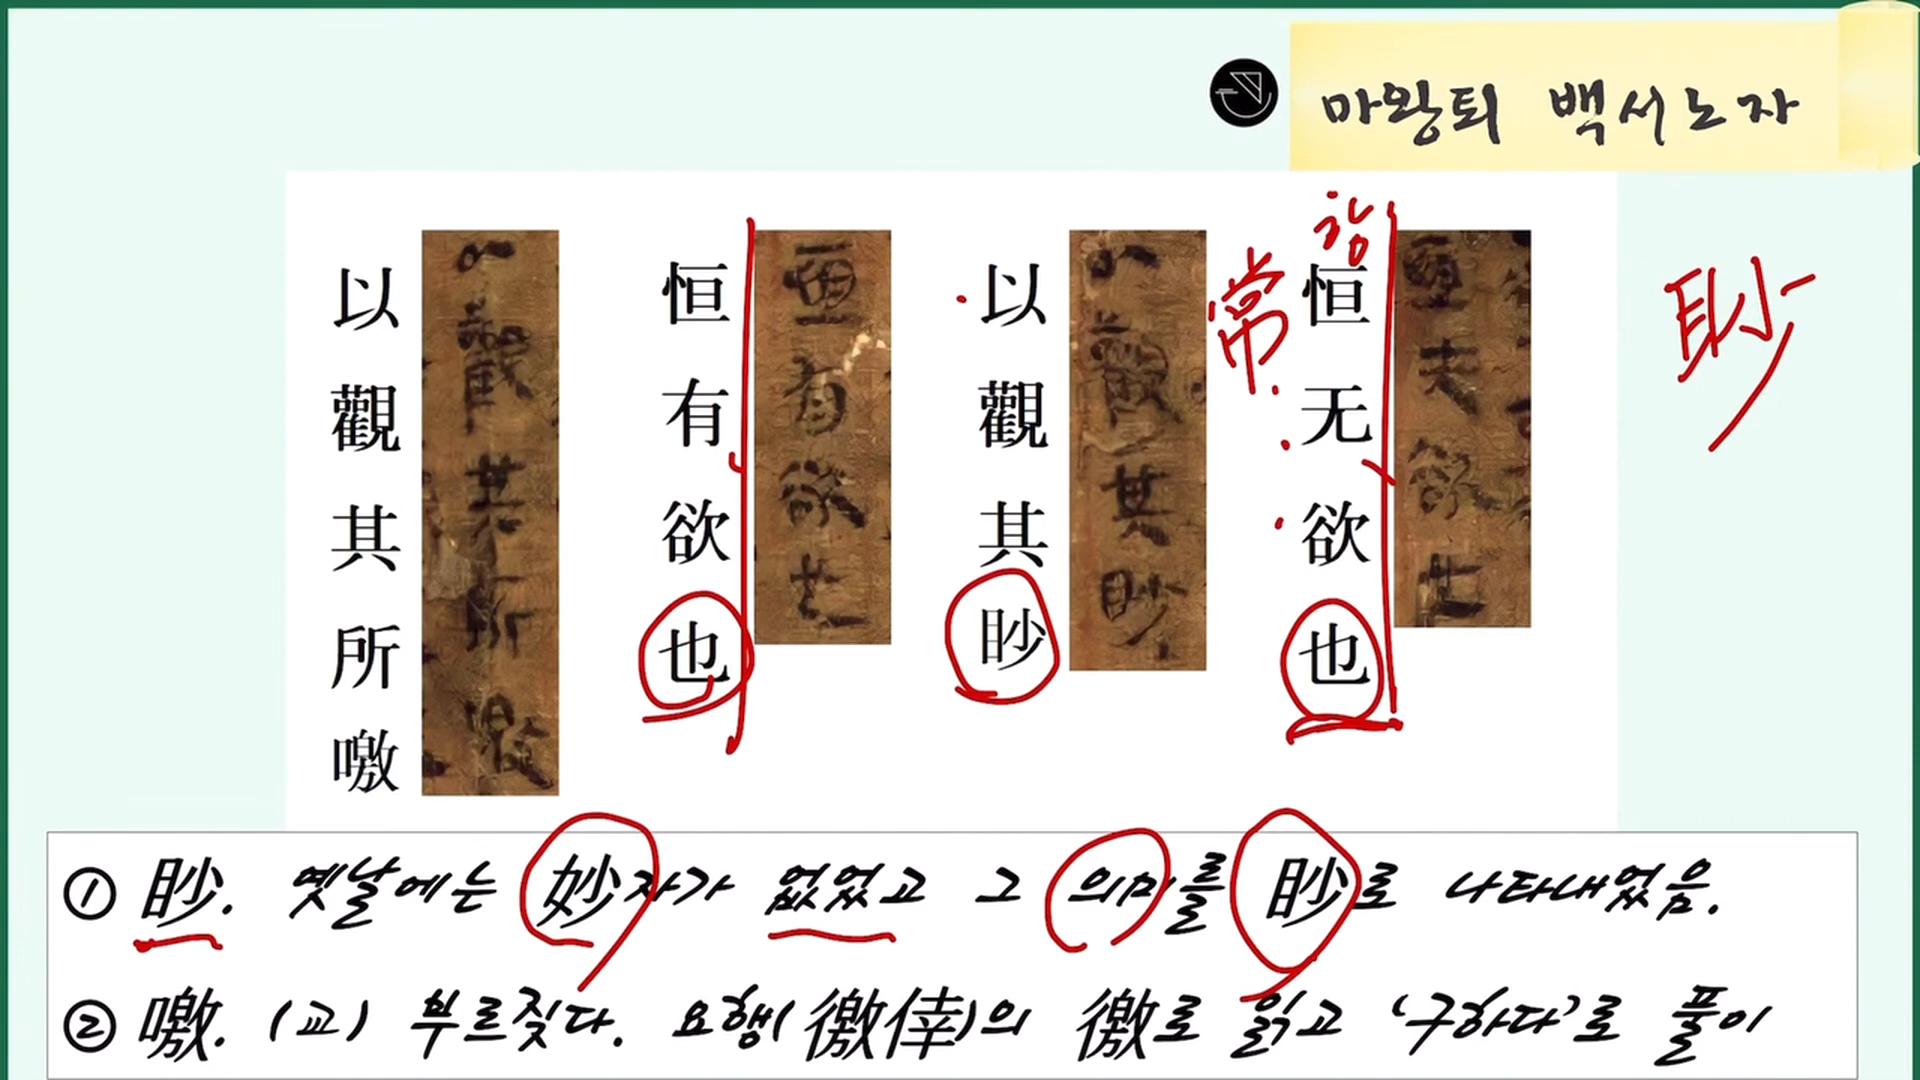 마왕퇴 백서노자
항
恒无欲也
常
以觀其眇
恒有欲也
以觀其所噭
眇
① 眇. 옛날에는 妙자가 없었고 그 의미를 眇로 나타내었음.
② 噭. (교) 부르짖다. 요행(徼倖)의 徼로 읽고 ‘구하다’로 풀이